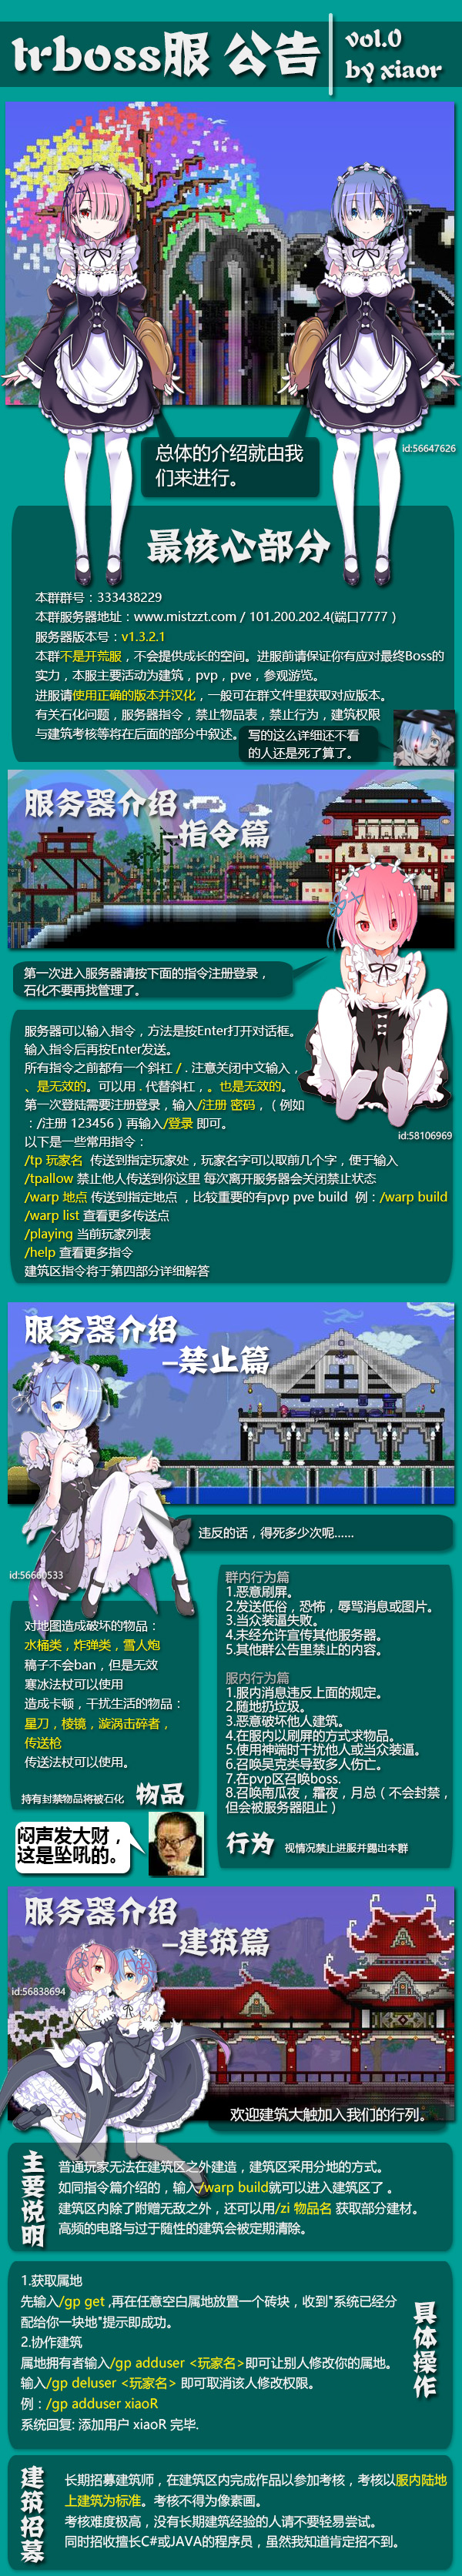 trboss服 公告
vol.0
by xiaor
总体的介绍就由我
们来进行。
id:56647626
最核心部分
本群群号：333438229
本群服务器地址：www.mistzzt.com / 101.200.202.4(端口7777 )
服务器版本号：v1.3.2.1
本群不是开荒服，不会提供成长的空间。进服前请保证你有应对最终Boss的
实力，本服主要活动为建筑，pvp，pve，参观游览。
进服请使用正确的版本并汉化，一般可在群文件里获取对应版本。
有关石化问题，服务器指令，禁止物品表，禁止行为，建筑权限
与建筑考核等将在后面的部分中叙述。
写的这么详细还不看
的人还是死了算了。
服务器介绍
-指令篇
第一次进入服务器请按下面的指令注册登录，
石化不要再找管理了。
id:58106969
服务器可以输入指令，方法是按Enter打开对话框。
输入指令后再按Enter发送。
所有指令之前都有一个斜杠 / . 注意关闭中文输入，
、是无效的。可以用 . 代替斜杠，。也是无效的。
第一次登陆需要注册登录，输入/注册 密码，（ 例如
：/注册 123456 ）再输入/登录 即可。
以下是一些常用指令：
/tp 玩家名 传送到指定玩家处，玩家名字可以取前几个字，便于输入
/tpallow 禁止他人传送到你这里 每次离开服务器会关闭禁止状态
/warp 地点 传送到指定地点 ，比较重要的有pvp pve build 例：/warp build
/warp list 查看更多传送点
/playing 当前玩家列表
/help 查看更多指令
建筑区指令将于第四部分详细解答
服务器介绍
-禁止篇
违反的话，得死多少次呢……
id:56660533
对地图造成破坏的物品：
水桶类，炸弹类，雪人炮
稿子不会ban，但是无效
寒冰法杖可以使用
造成卡顿，干扰生活的物品：
星刀，棱镜，漩涡击碎者，
传送枪
传送法杖可以使用。
持有封禁物品将被石化
物品
闷声发大财，
这是坠吼的。
群内行为篇
1.恶意刷屏。
2.发送低俗，恐怖，辱骂消息或图片。
3.当众装逼失败。
4.未经允许宣传其他服务器。
5.其他群公告里禁止的内容。
服内行为篇
1.服内消息违反上面的规定。
2.随地扔垃圾。
3.恶意破坏他人建筑。
4.在服内以刷屏的方式求物品。
5.使用神端时干扰他人或当众装逼。
6.召唤吴克类导致多人伤亡。
7.在pvp区召唤boss.
8.召唤南瓜夜，霜夜，月总（不会封禁，
但会被服务器阻止 ）
行为
视情况禁止进服并踢出本群
服务器介绍
-建筑篇
id:56838694
欢迎建筑大触加入我们的行列。
主要说明
普通玩家无法在建筑区之外建造，建筑区采用分地的方式。
如同指令篇介绍的，输入/warp build就可以进入建筑区了 。
建筑区内除了附赠无敌之外，还可以用/zi 物品名 获取部分建材。
高频的电路与过于随性的建筑会被定期清除。
1.获取属地
先输入/gp get ,再在任意空白属地放置一个砖块，收到"系统已经分
配给你一块地"提示即成功。
2.协作建筑
属地拥有者输入/gp adduser <玩家名>即可让别人修改你的属地。
输入/gp deluser <玩家名> 即可取消该人修改权限。
例：/gp adduser xiaoR
系统回复: 添加用户 xiaoR 完毕.
具体操作
建筑招募
长期招募建筑师，在建筑区内完成作品以参加考核，考核以服内陆地
上建筑为标准。考核不得为像素画。
考核难度极高，没有长期建筑经验的人请不要轻易尝试。
同时招收擅长C#或JAVA的程序员，虽然我知道肯定招不到。